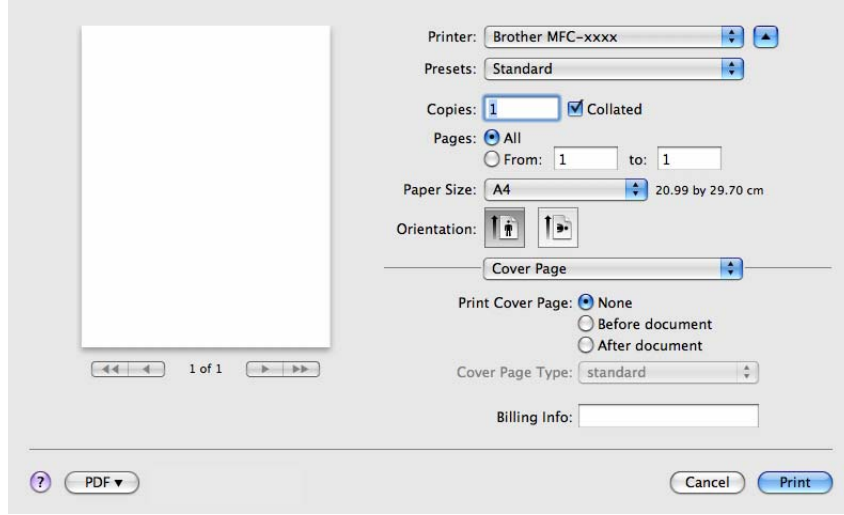 Printer: Brother MFC-xxxx
Presets: Standard
Copies: 1 Collated
Pages: All
From: 1 to: 1
Paper Size: A4 20.99 by 29.70 cm
Orientation:
Cover Page
Print Cover Page: None
Before document
After document
1 of 1
Cover Page Type: standard
Billing Info:
? PDF Cancel Print